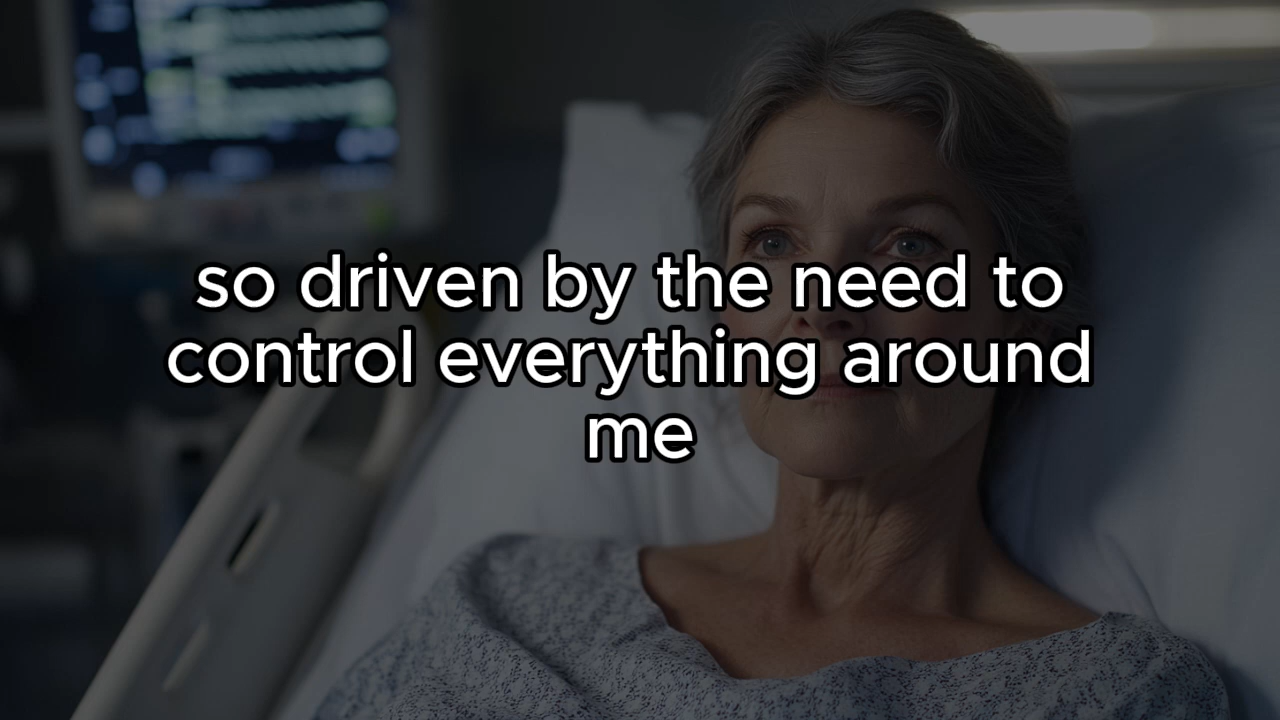 so driven by the need to
control everything around
me